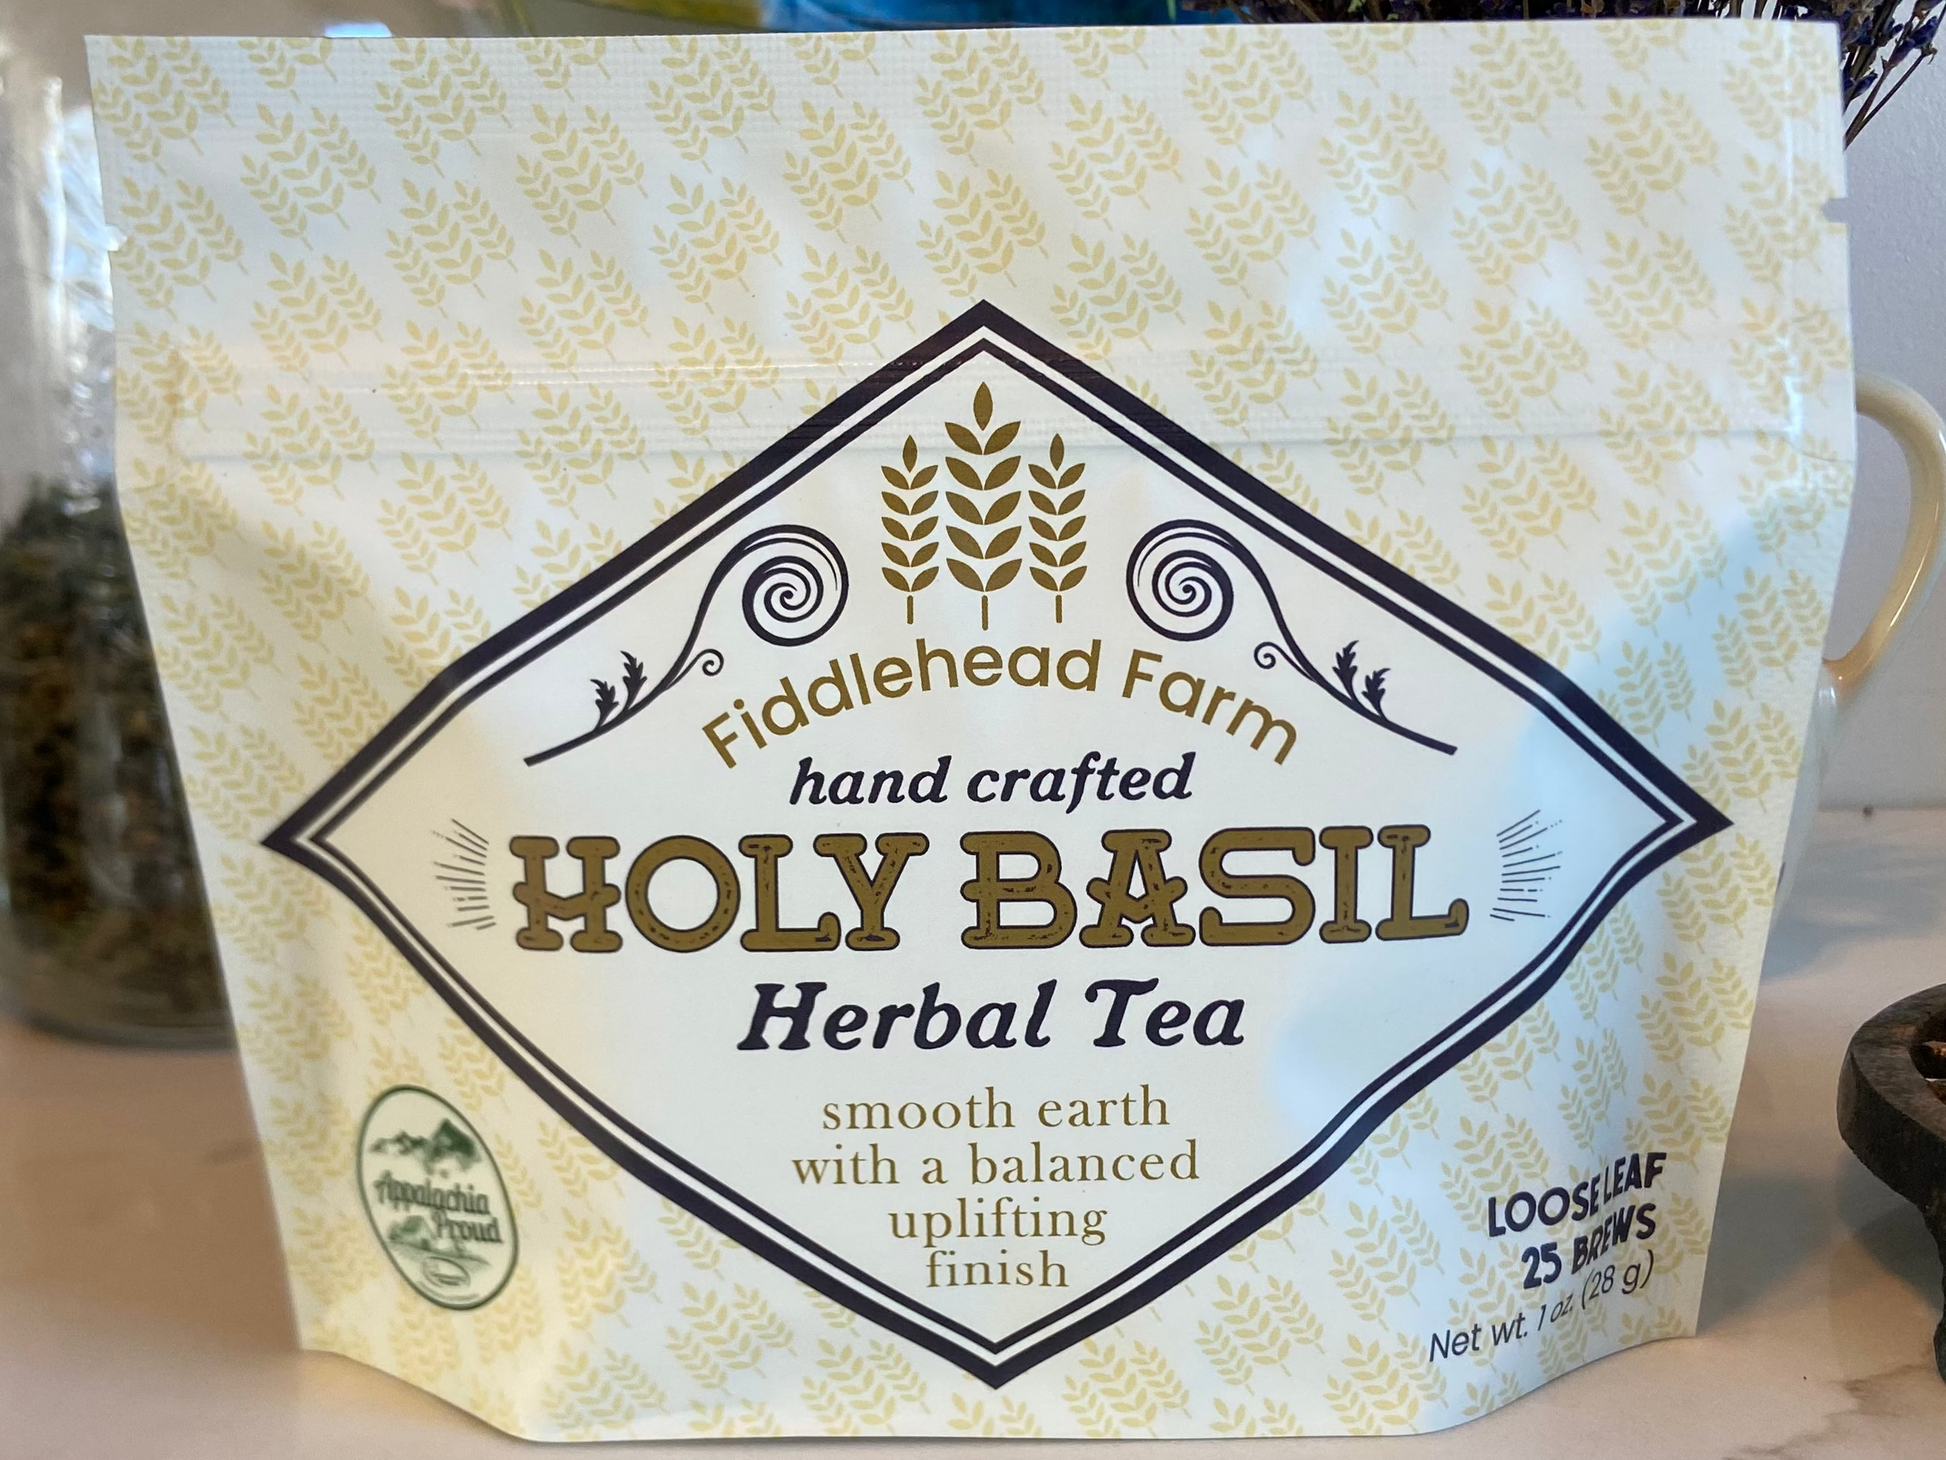 Fiddlehead Farm
hand crafted
HOLY BASIL
Herbal Tea
smooth earth
with a balanced
uplifting
finish
Appalachia
Proud
LOOSE LEAF
25 BREWS
Net wt. 1 oz. (28 g)